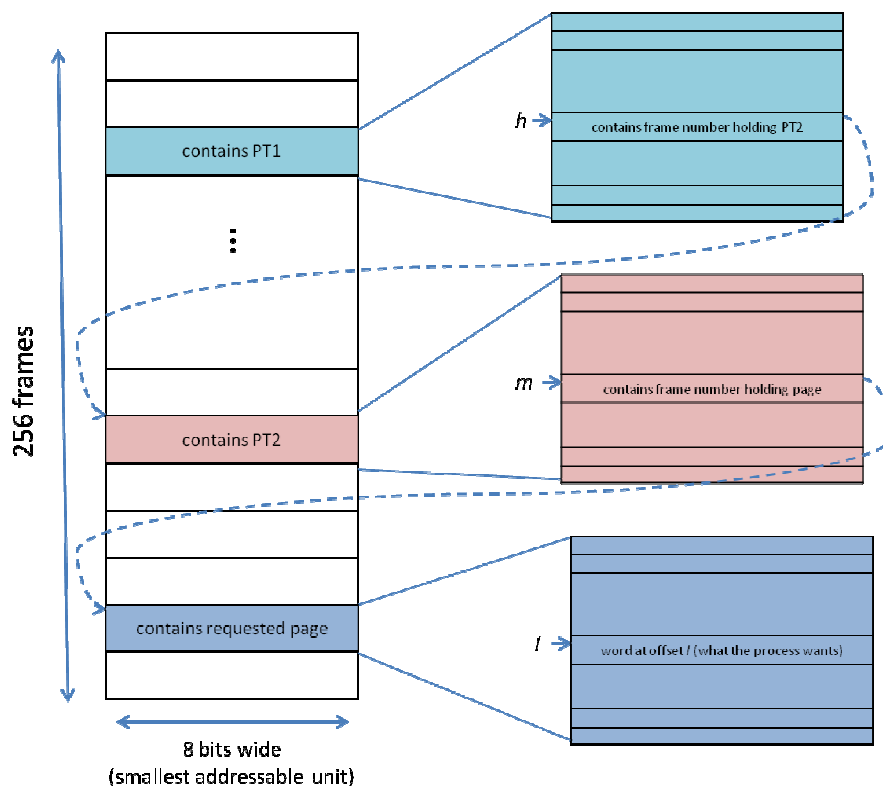 contains PT1
h
contains frame number holding PT2
⋮
256 frames
m
contains frame number holding page
contains PT2
contains requested page
l
word at offset l (what the process wants)
8 bits wide
(smallest addressable unit)